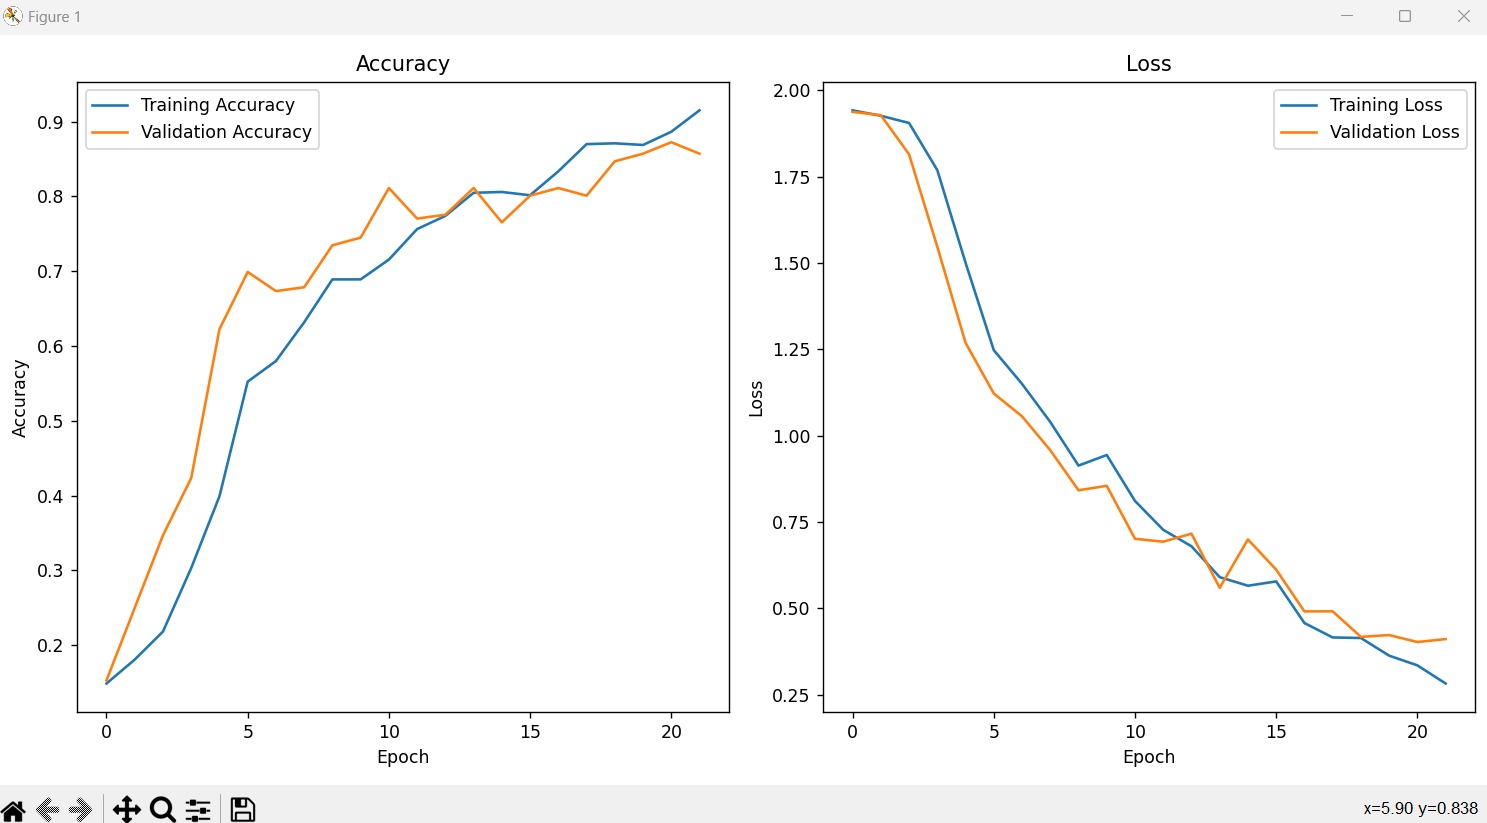 Figure 1
Accuracy
Training Accuracy
Validation Accuracy
0.9
0.8
0.7
0.6
0.5
0.4
0.3
0.2
Accuracy
0 5 10 15 20
Epoch
Loss
Training Loss
Validation Loss
2.00
1.75
1.50
1.25
1.00
0.75
0.50
0.25
Loss
0 5 10 15 20
Epoch
x=5.90 y=0.838